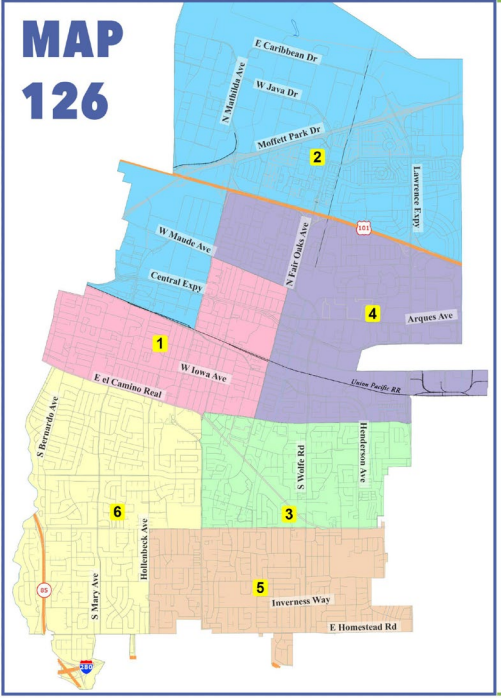 MAP
126
E Caribbean Dr
N Mathilda Ave
W Java Dr
Moffett Park Dr
2
Lawrence Expy
101
W Maude Ave
N Fair Oaks Ave
Central Expy
4
Arques Ave
1
W Iowa Ave
Union Pacific RR
E el Camino Real
S Bernardo Ave
S Wolfe Rd
Henderson Ave
6
3
Hollenbeck Ave
85
S Mary Ave
5
Inverness Way
E Homestead Rd
280